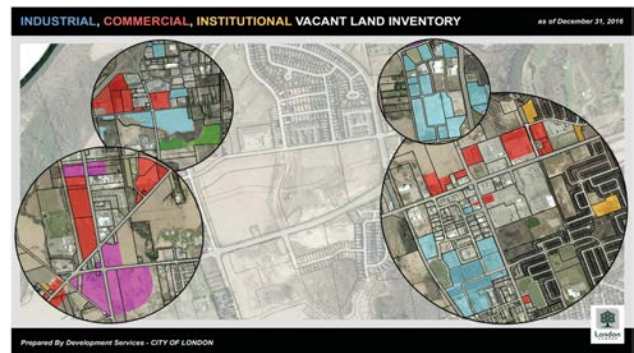 INDUSTRIAL, COMMERCIAL, INSTITUTIONAL VACANT LAND INVENTORY
as of December 31, 2016
London
CANADA
Prepared By Development Services - CITY OF LONDON